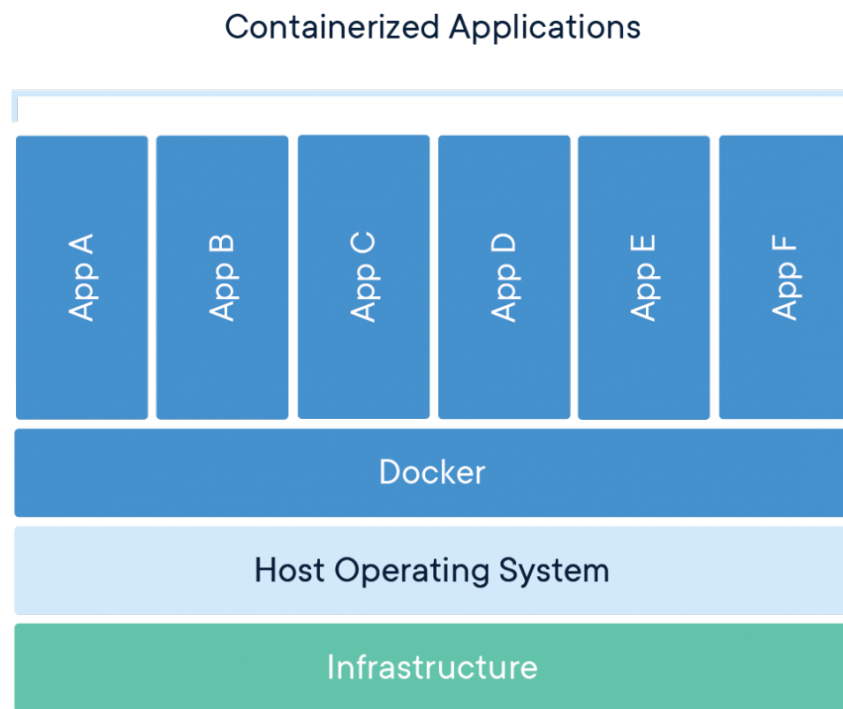 Containerized Applications
App A
App B
App C
App D
App E
App F
Docker
Host Operating System
Infrastructure